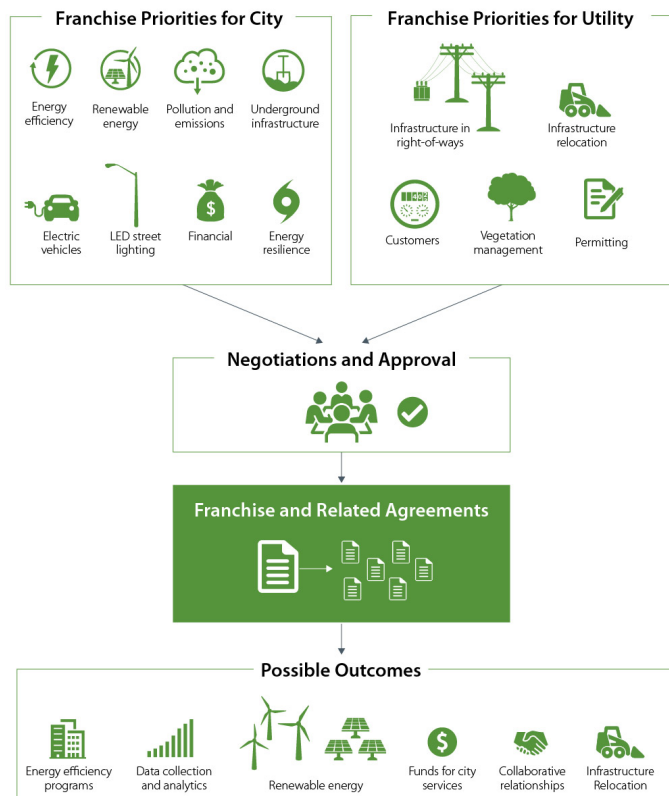 Franchise Priorities for City
Energy
efficiency
Renewable
energy
Pollution and
emissions
Underground
infrastructure
Electric
vehicles
LED street
lighting
$
Financial
Energy
resilience
Franchise Priorities for Utility
Infrastructure in
right-of-ways
Infrastructure
relocation
Customers
Vegetation
management
Permitting
Negotiations and Approval
Franchise and Related Agreements
Possible Outcomes
Energy efficiency
programs
Data collection
and analytics
Renewable energy
$
Funds for city
services
Collaborative
relationships
Infrastructure
Relocation